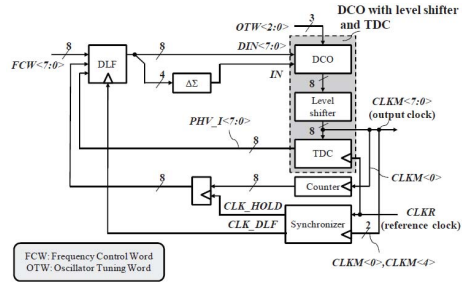 DCO with level shifter
and TDC
OTW<2:0>
3
8
8
DIN<7:0>
FCW<7:0>
DLF
DCO
4
ΔΣ
IN
8
Level
shifter
CLKM<7:0>
(output clock)
PHV_I<7:0>
8
8
TDC
8
8
Counter
CLKM<0>
CLK_HOLD
CLK_DLF
Synchronizer
CLKR
(reference clock)
2
FCW: Frequency Control Word
OTW: Oscillator Tuning Word
CLKM<0>,CLKM<4>